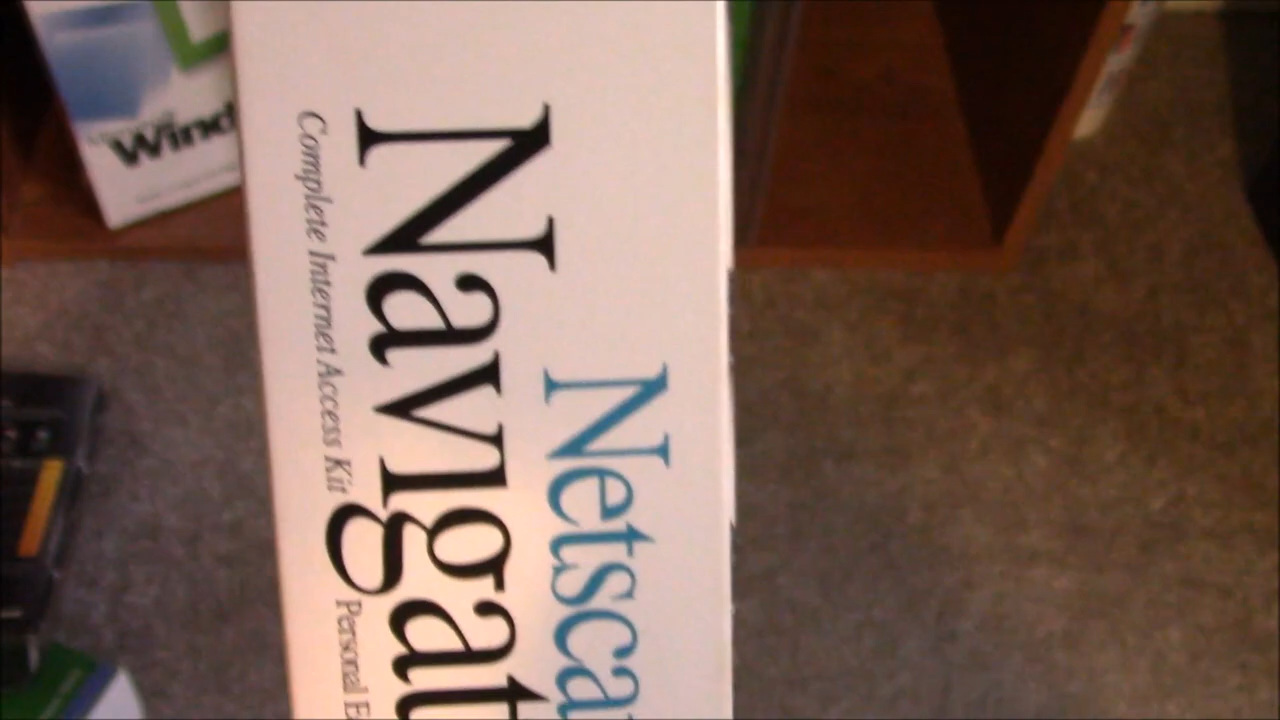 Netsca
Navigat
Complete Internet Access Kit
Personal E
Wind